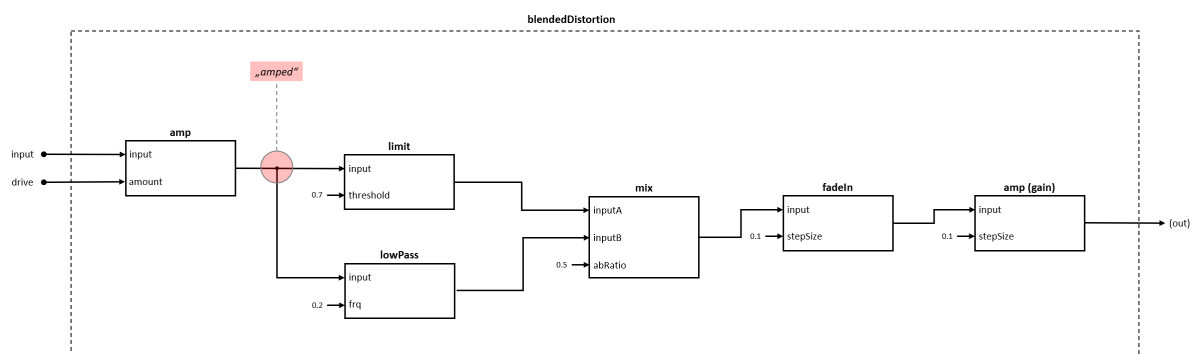 blendedDistortion
„amped“
amp
input
input
drive
amount
limit
input
0.7
threshold
lowPass
input
0.2
frq
mix
inputA
inputB
0.5
abRatio
fadeIn
input
0.1
stepSize
amp (gain)
input
0.1
stepSize
(out)